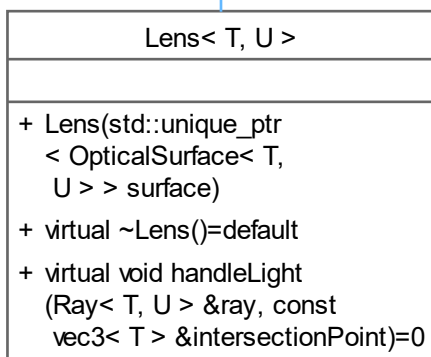 Lens< T, U >
+ Lens(std::unique_ptr
< OpticalSurface< T,
U > > surface)
+ virtual ~Lens()=default
+ virtual void handleLight
(Ray< T, U > &ray, const
vec3< T > &intersectionPoint)=0